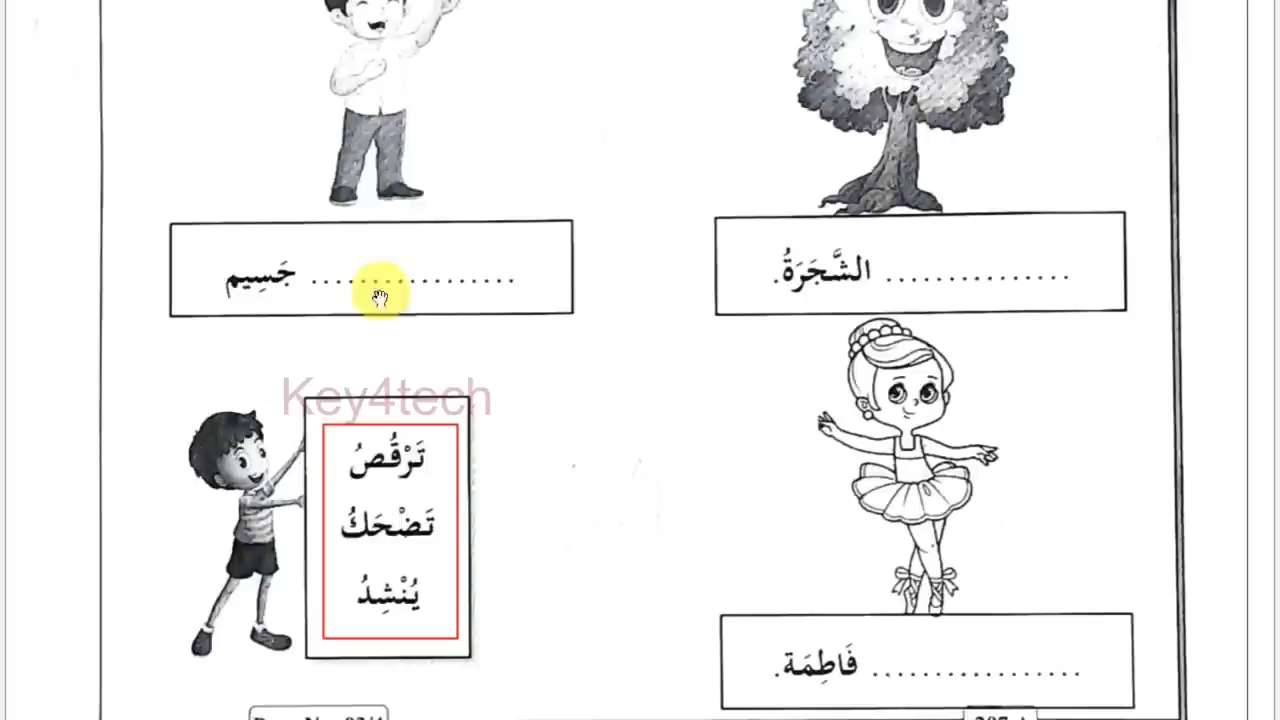 ............... الشَّجَرَةُ.
................. جَسِيم
Key4tech
تَرْقُصُ
تَضْحَكُ
يُنْشِدُ
................. فَاطِمَة.